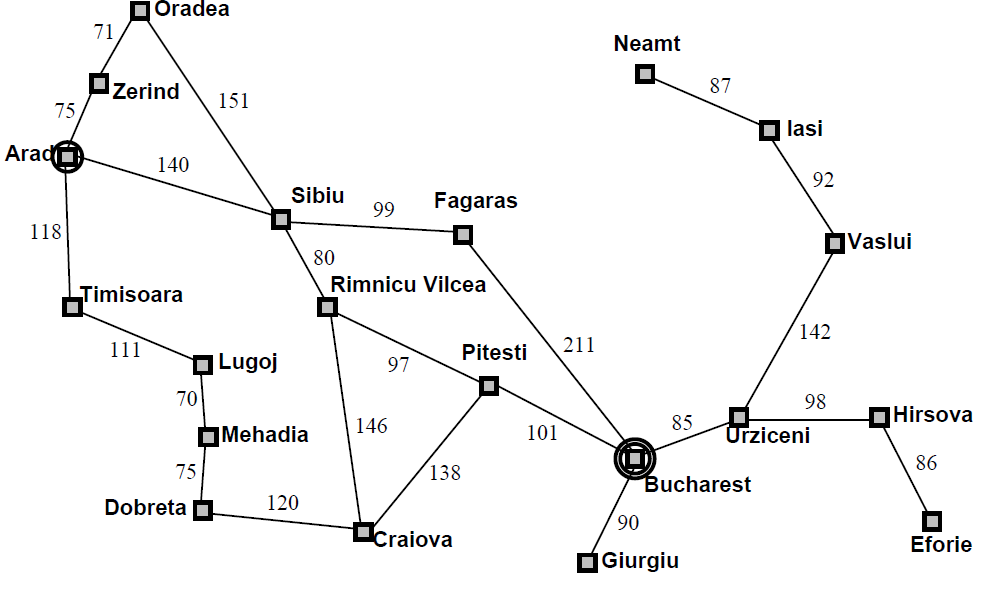 Oradea
71
Neamt
Zerind
87
75
151
Iasi
Arad
140
92
Sibiu
Fagaras
99
118
Vaslui
80
Rimnicu Vilcea
Timisoara
142
111
211
Pitesti
Lugoj
97
70
98
Hirsova
146
85
Urziceni
101
Mehadia
86
75
138
Bucharest
Dobreta
120
90
Craiova
Eforie
Giurgiu